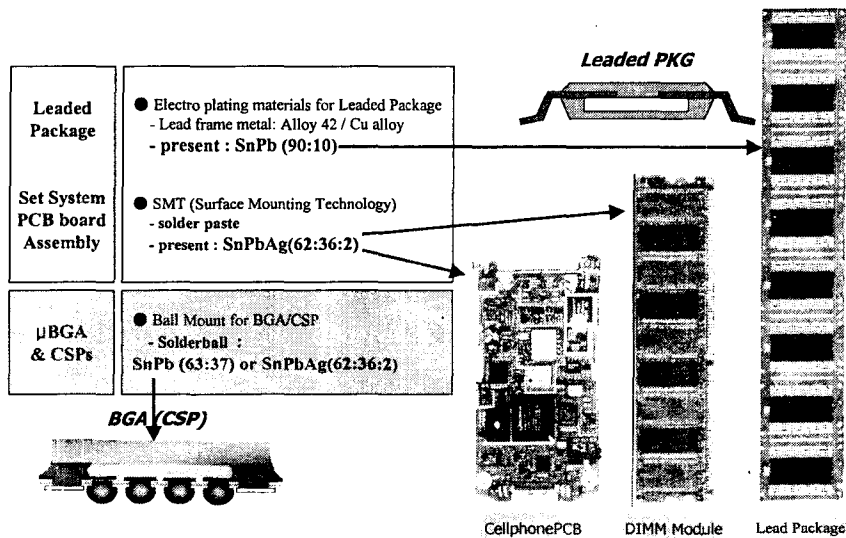 Leaded PKG
Leaded
Package
● Electro plating materials for Leaded Package
- Lead frame metal: Alloy 42 / Cu alloy
- present : SnPb (90:10)
Set System
PCB board
Assembly
● SMT (Surface Mounting Technology)
- solder paste
- present : SnPbAg(62:36:2)
μBGA
& CSPs
● Ball Mount for BGA/CSP
- Solderball :
SnPb (63:37) or SnPbAg(62:36:2)
BGA (CSP)
CellphonePCB
DIMM Module
Lead Package